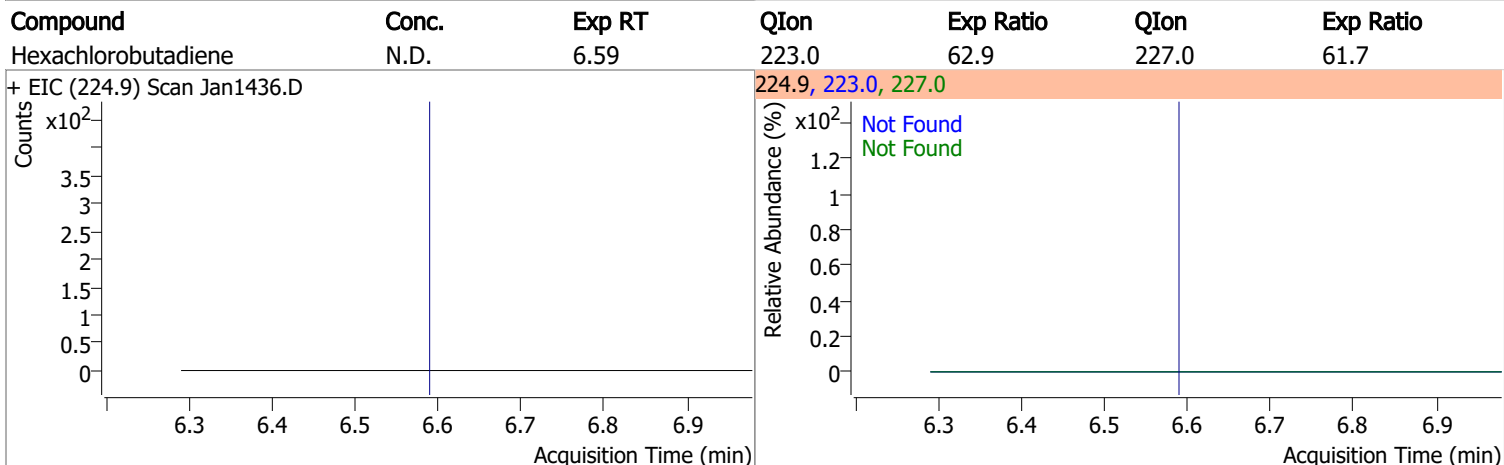 Compound Conc. Exp RT QIon Exp Ratio QIon Exp Ratio
Hexachlorobutadiene N.D. 6.59 223.0 62.9 227.0 61.7
+ EIC (224.9) Scan Jan1436.D
Counts
x10²
3.5
3
2.5
2
1.5
1
0.5
0
6.3 6.4 6.5 6.6 6.7 6.8 6.9
Acquisition Time (min)
224.9, 223.0, 227.0
Relative Abundance (%)
x10²
Not Found
Not Found
1.2
1
0.8
0.6
0.4
0.2
0
6.3 6.4 6.5 6.6 6.7 6.8 6.9
Acquisition Time (min)